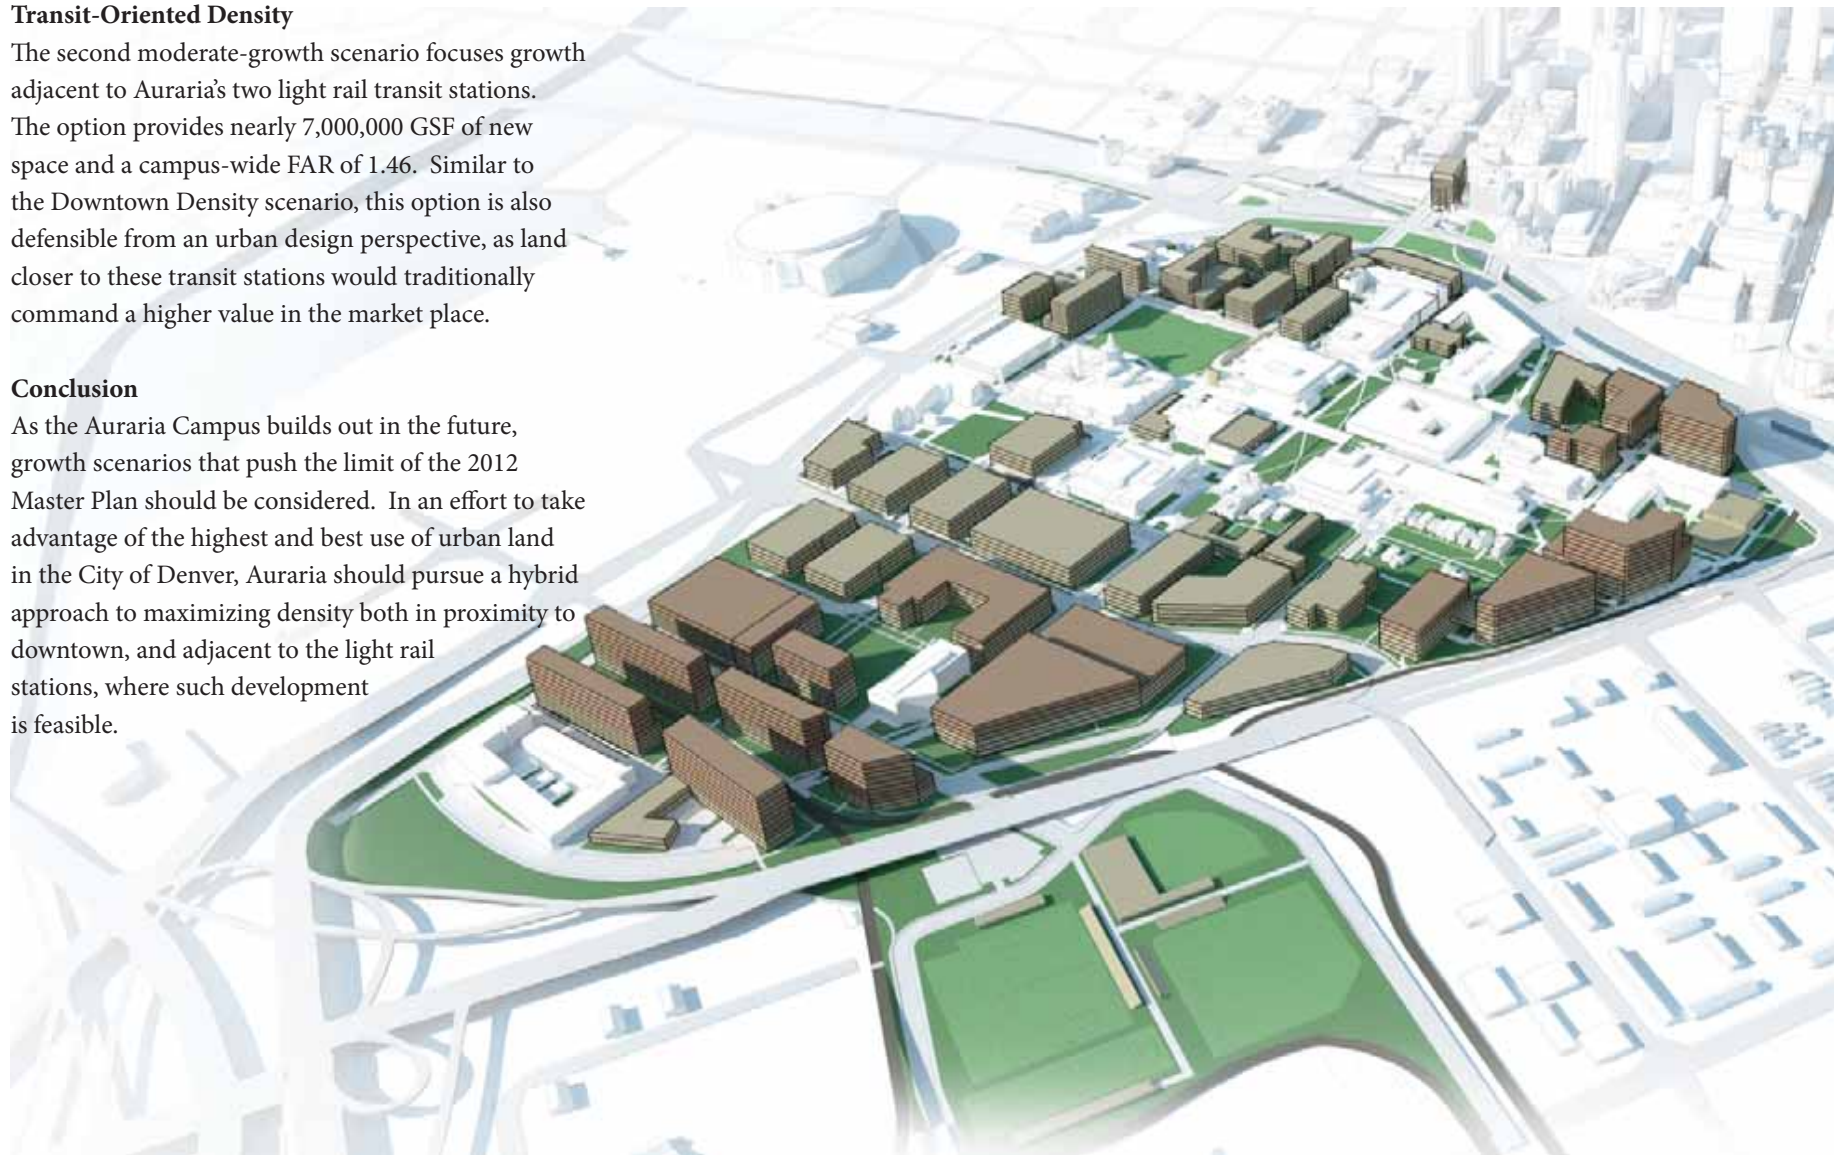 Transit-Oriented Density
The second moderate-growth scenario focuses growth
adjacent to Auraria’s two light rail transit stations.
The option provides nearly 7,000,000 GSF of new
space and a campus-wide FAR of 1.46.  Similar to
the Downtown Density scenario, this option is also
defensible from an urban design perspective, as land
closer to these transit stations would traditionally
command a higher value in the market place.
Conclusion
As the Auraria Campus builds out in the future,
growth scenarios that push the limit of the 2012
Master Plan should be considered.  In an effort to take
advantage of the highest and best use of urban land
in the City of Denver, Auraria should pursue a hybrid
approach to maximizing density both in proximity to
downtown, and adjacent to the light rail
stations, where such development
is feasible.